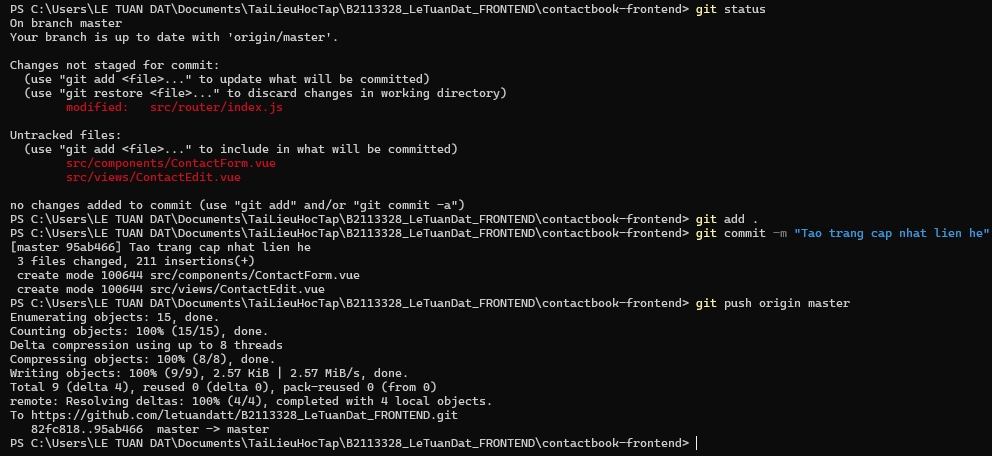 PS C:\Users\LE TUAN DAT\Documents\TaiLieuHocTap\B2113328_LeTuanDat_FRONTEND\contactbook-frontend> git status
On branch master
Your branch is up to date with 'origin/master'.

Changes not staged for commit:
  (use "git add <file>..." to update what will be committed)
  (use "git restore <file>..." to discard changes in working directory)
        modified:   src/router/index.js

Untracked files:
  (use "git add <file>..." to include in what will be committed)
        src/components/ContactForm.vue
        src/views/ContactEdit.vue

no changes added to commit (use "git add" and/or "git commit -a")
PS C:\Users\LE TUAN DAT\Documents\TaiLieuHocTap\B2113328_LeTuanDat_FRONTEND\contactbook-frontend> git add .
PS C:\Users\LE TUAN DAT\Documents\TaiLieuHocTap\B2113328_LeTuanDat_FRONTEND\contactbook-frontend> git commit -m "Tao trang cap nhat lien he"
[master 95ab466] Tao trang cap nhat lien he
 3 files changed, 211 insertions(+)
 create mode 100644 src/components/ContactForm.vue
 create mode 100644 src/views/ContactEdit.vue
PS C:\Users\LE TUAN DAT\Documents\TaiLieuHocTap\B2113328_LeTuanDat_FRONTEND\contactbook-frontend> git push origin master
Enumerating objects: 15, done.
Counting objects: 100% (15/15), done.
Delta compression using up to 8 threads
Compressing objects: 100% (8/8), done.
Writing objects: 100% (9/9), 2.57 KiB | 2.57 MiB/s, done.
Total 9 (delta 4), reused 0 (delta 0), pack-reused 0 (from 0)
remote: Resolving deltas: 100% (4/4), completed with 4 local objects.
To https://github.com/letuandatt/B2113328_LeTuanDat_FRONTEND.git
   82fc818..95ab466  master -> master
PS C:\Users\LE TUAN DAT\Documents\TaiLieuHocTap\B2113328_LeTuanDat_FRONTEND\contactbook-frontend>